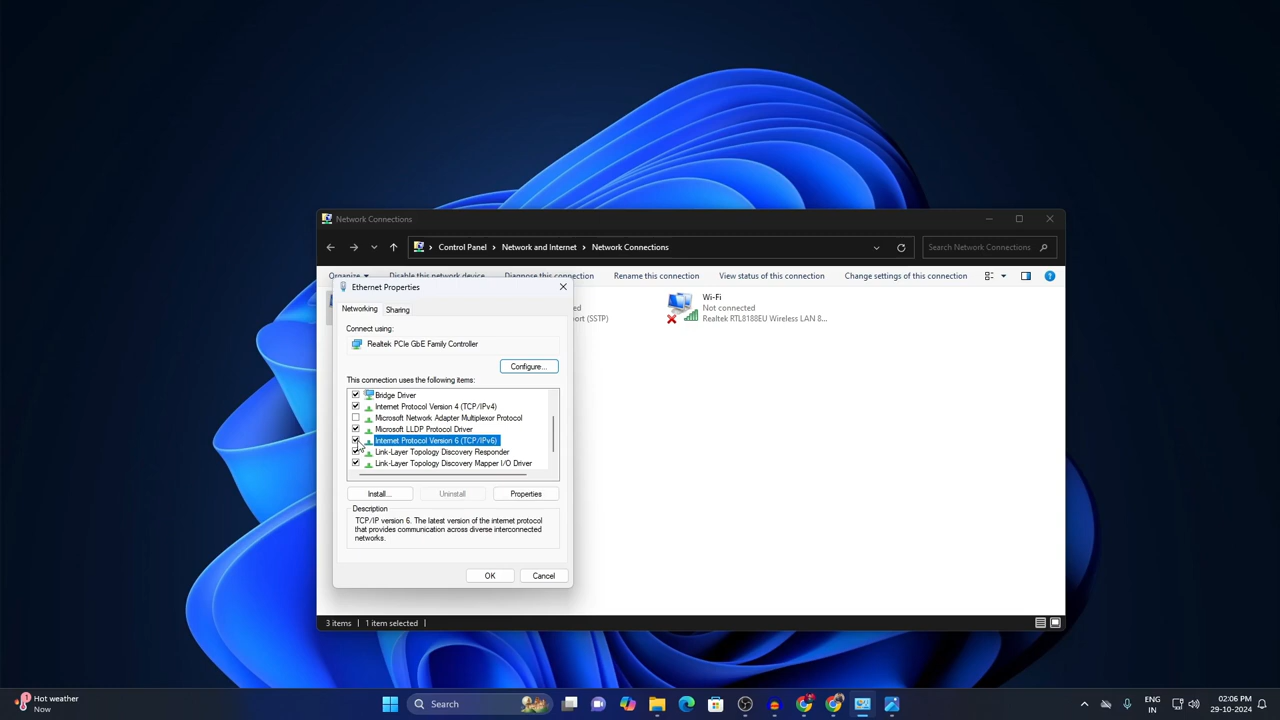 Network Connections
Control Panel > Network and Internet > Network Connections
Search Network Connections
Organize Disable this network device Diagnose this connection Rename this connection View status of this connection Change settings of this connection
Ethernet Properties
Networking Sharing
Connect using:
Realtek PCIe GbE Family Controller
Configure...
This connection uses the following items:
Bridge Driver
Internet Protocol Version 4 (TCP/IPv4)
Microsoft Network Adapter Multiplexor Protocol
Microsoft LLDP Protocol Driver
Internet Protocol Version 6 (TCP/IPv6)
Link-Layer Topology Discovery Responder
Link-Layer Topology Discovery Mapper I/O Driver
Install... Uninstall Properties
Description
TCP/IP version 6. The latest version of the internet protocol
that provides communication across diverse interconnected
networks.
OK Cancel
ed
ort (SSTP)
Wi-Fi
Not connected
Realtek RTL8188EU Wireless LAN 8...
3 items 1 item selected
Hot weather
Now
Search
ENG
IN
02:06 PM
29-10-2024